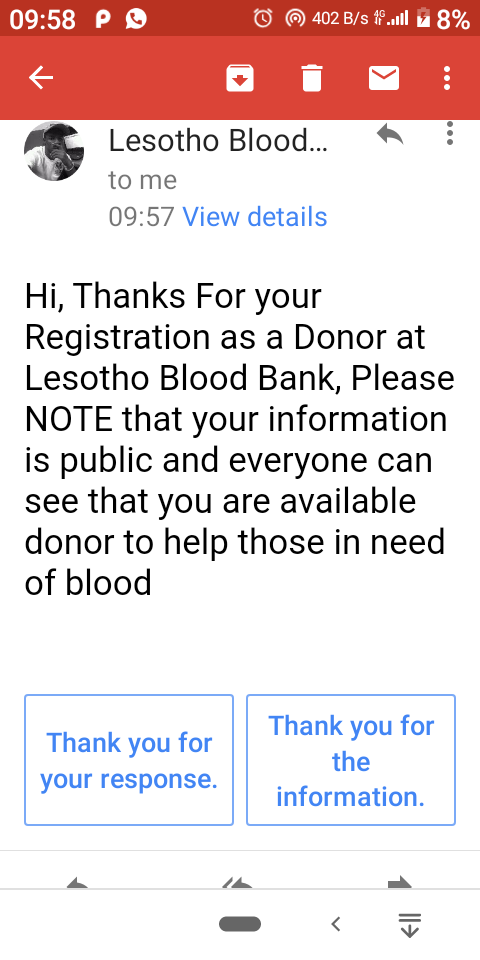 09:58 P 402 B/s 4G 8%
Lesotho Blood...
to me
09:57 View details
Hi, Thanks For your
Registration as a Donor at
Lesotho Blood Bank, Please
NOTE that your information
is public and everyone can
see that you are available
donor to help those in need
of blood
Thank you for
your response.
Thank you for
the
information.